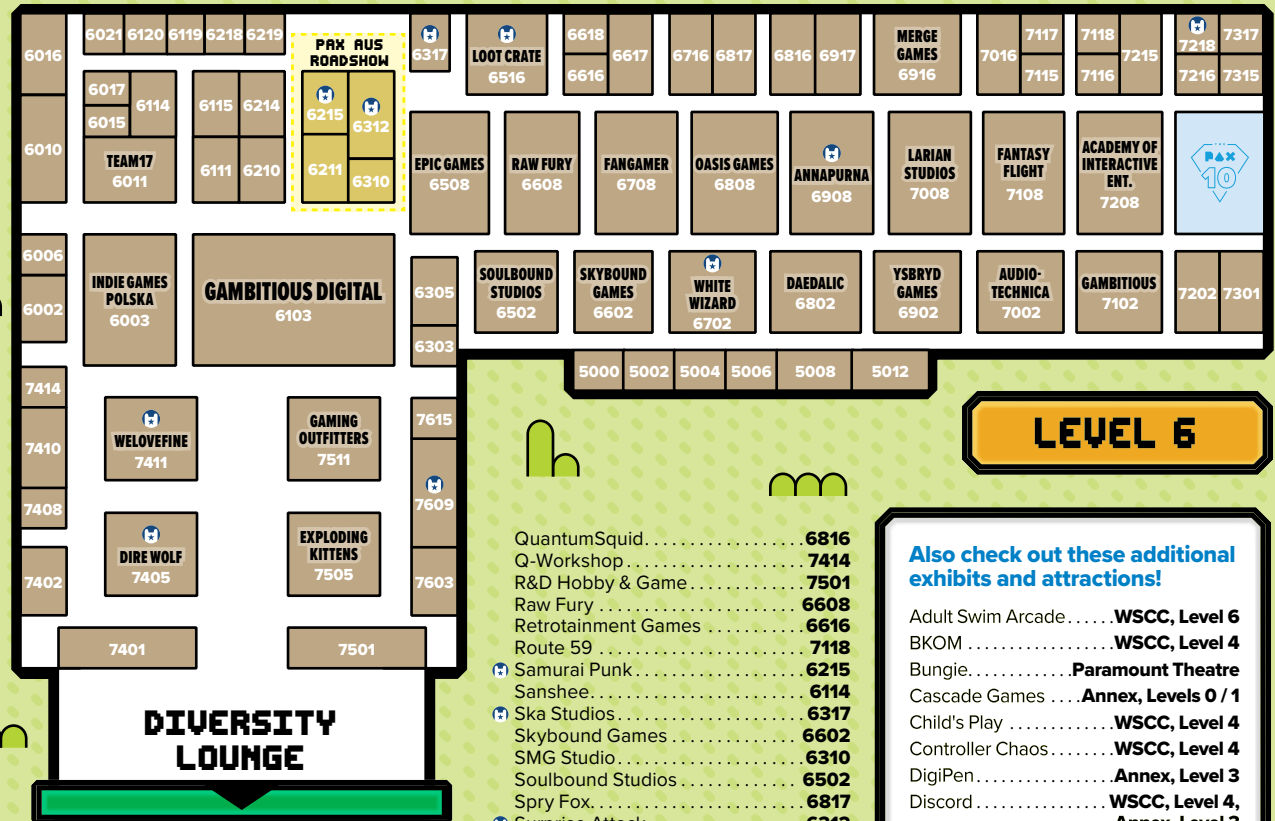 6016
6021 6120 6119 6218 6219
PAX AUS
ROADSHOW
6317
LOOT CRATE
6516
6618
6616
6617
6716 6817
6816 6917
MERGE
GAMES
6916
7016
7117
7115
7118
7116
7215
7218
7317
7216
7315
6010
6017
6015
6114
TEAM17
6011
6115 6214
6111 6210
6215
6312
6211
6310
EPIC GAMES
6508
RAW FURY
6608
FANGAMER
6708
OASIS GAMES
6808
ANNAPURNA
6908
LARIAN
STUDIOS
7008
FANTASY
FLIGHT
7108
ACADEMY OF
INTERACTIVE
ENT.
7208
PAX
10
6006
6002
INDIE GAMES
POLSKA
6003
GAMBITIOUS DIGITAL
6103
6305
6303
SOULBOUND
STUDIOS
6502
SKYBOUND
GAMES
6602
WHITE
WIZARD
6702
DAEDALIC
6802
YSBRYD
GAMES
6902
AUDIO-
TECHNICA
7002
GAMBITIOUS
7102
7202 7301
5000 5002 5004 5006 5008 5012
7414
7410
7408
7402
WELOVEFINE
7411
GAMING
OUTFITTERS
7511
7615
7609
7603
DIRE WOLF
7405
EXPLODING
KITTENS
7505
7401
7501
DIVERSITY
LOUNGE
LEVEL 6
QuantumSquid. . . . . . . . . . . . . . . . . . 6816
Q-Workshop . . . . . . . . . . . . . . . . . . . 7414
R&D Hobby & Game. . . . . . . . . . . . . 7501
Raw Fury . . . . . . . . . . . . . . . . . . . . . . 6608
Retrotainment Games . . . . . . . . . . 6616
Route 59 . . . . . . . . . . . . . . . . . . . . . . 7118
Samurai Punk . . . . . . . . . . . . . . . . . . 6215
Sanshee. . . . . . . . . . . . . . . . . . . . . . . . 6114
Ska Studios . . . . . . . . . . . . . . . . . . . . 6317
Skybound Games . . . . . . . . . . . . . . . 6602
SMG Studio. . . . . . . . . . . . . . . . . . . . 6310
Soulbound Studios . . . . . . . . . . . . . . 6502
Spry Fox. . . . . . . . . . . . . . . . . . . . . . . 6817
Surprise Attack 6312
Also check out these additional
exhibits and attractions!
Adult Swim Arcade . . . . . . WSCC, Level 6
BKOM . . . . . . . . . . . . . . . . . . WSCC, Level 4
Bungie. . . . . . . . . . . . .Paramount Theatre
Cascade Games . . . .Annex, Levels 0 / 1
Child's Play . . . . . . . . . . . . . WSCC, Level 4
Controller Chaos . . . . . . . . WSCC, Level 4
DigiPen . . . . . . . . . . . . . . . . .Annex, Level 3
Discord . . . . . . . . . . . . . . . . WSCC, Level 4,